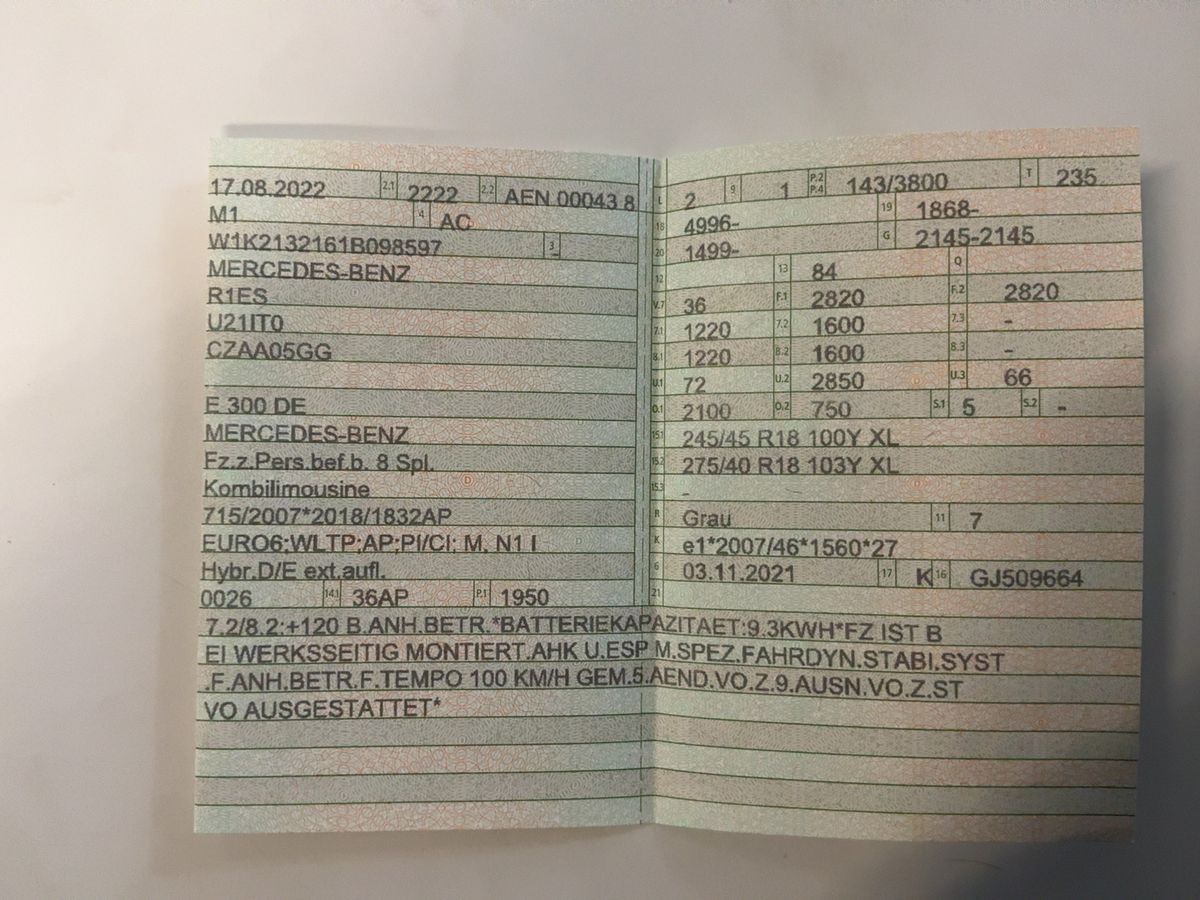 17.08.2022 2.1 2222 2.2 AEN 00043 8
M1 4 AC
W1K2132161B098597 3
MERCEDES-BENZ
R1ES
U21IT0
CZAA05GG
E 300 DE
MERCEDES-BENZ
Fz.z.Pers.bef.b. 8 Spl.
Kombilimousine
715/2007*2018/1832AP
EURO6;WLTP;AP;PI/CI; M, N1 I
Hybr.D/E ext.aufl.
0026 14.1 36AP P.1 1950
L 2 9 1 P.2 P.4 143/3800 T 235
18 4996- 19 1868-
20 1499- G 2145-2145
12 13 84 Q
V.7 36 F.1 2820 F.2 2820
7.1 1220 7.2 1600 7.3 -
8.1 1220 8.2 1600 8.3 -
U.1 72 U.2 2850 U.3 66
O.1 2100 O.2 750 S.1 5 S.2 -
15.1 245/45 R18 100Y XL
15.2 275/40 R18 103Y XL
15.3 -
R Grau 11 7
K e1*2007/46*1560*27
6 03.11.2021 17 K 16 GJ509664
21
7.2/8.2:+120 B.ANH.BETR.*BATTERIEKAPAZITAET:9.3KWH*FZ IST B
EI WERKSSEITIG MONTIERT.AHK U.ESP M.SPEZ.FAHRDYN.STABI.SYST
.F.ANH.BETR.F.TEMPO 100 KM/H GEM.5.AEND.VO.Z.9.AUSN.VO.Z.ST
VO AUSGESTATTET*